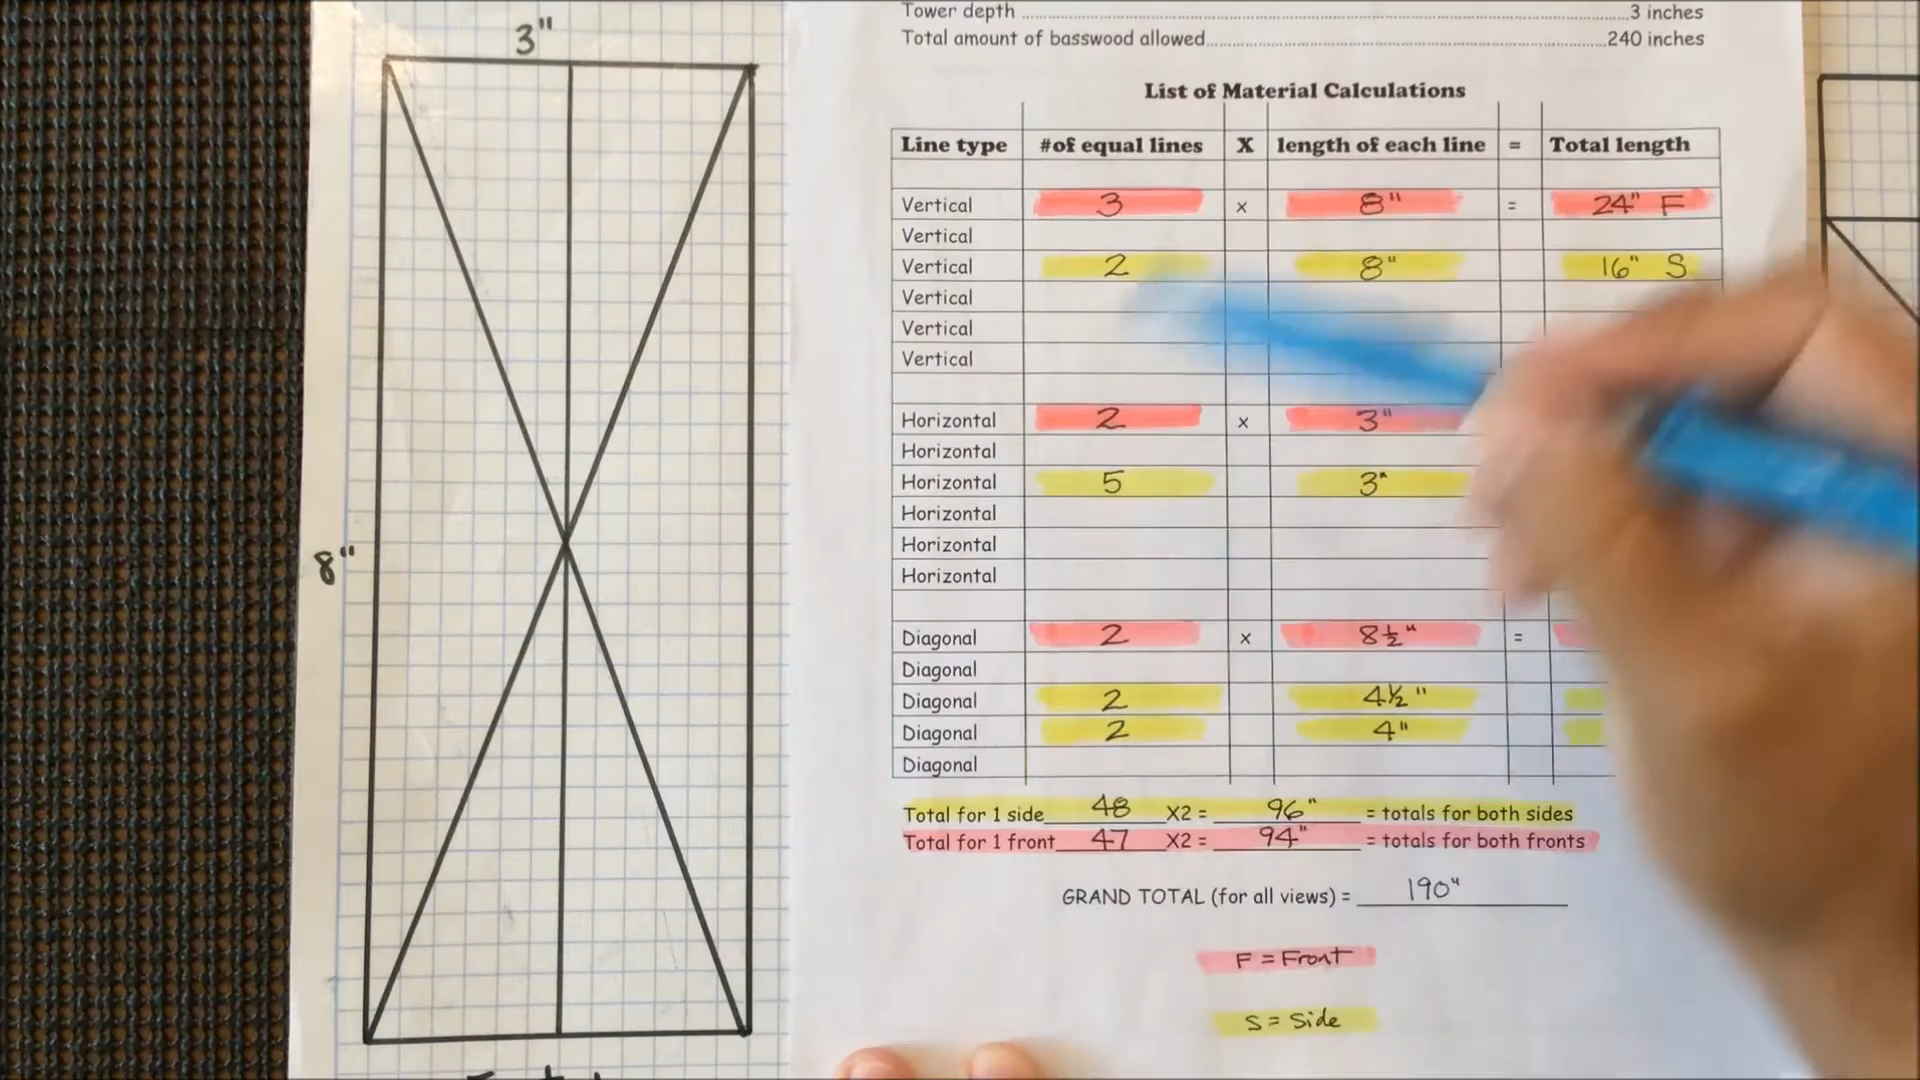 3"
8"
Tower depth 3 inches
Total amount of basswood allowed 240 inches
List of Material Calculations
Line type #of equal lines X length of each line = Total length
Vertical 3 x 8" = 24" F
Vertical
Vertical 2 8" 16" S
Vertical
Vertical
Vertical
Horizontal 2 x 3"
Horizontal
Horizontal 5 3"
Horizontal
Horizontal
Horizontal
Diagonal 2 x 8½" =
Diagonal
Diagonal 2 4½"
Diagonal 2 4"
Diagonal
Total for 1 side 48 X2 = 96" = totals for both sides
Total for 1 front 47 X2 = 94" = totals for both fronts
GRAND TOTAL (for all views) = 190"
F = Front
S = Side